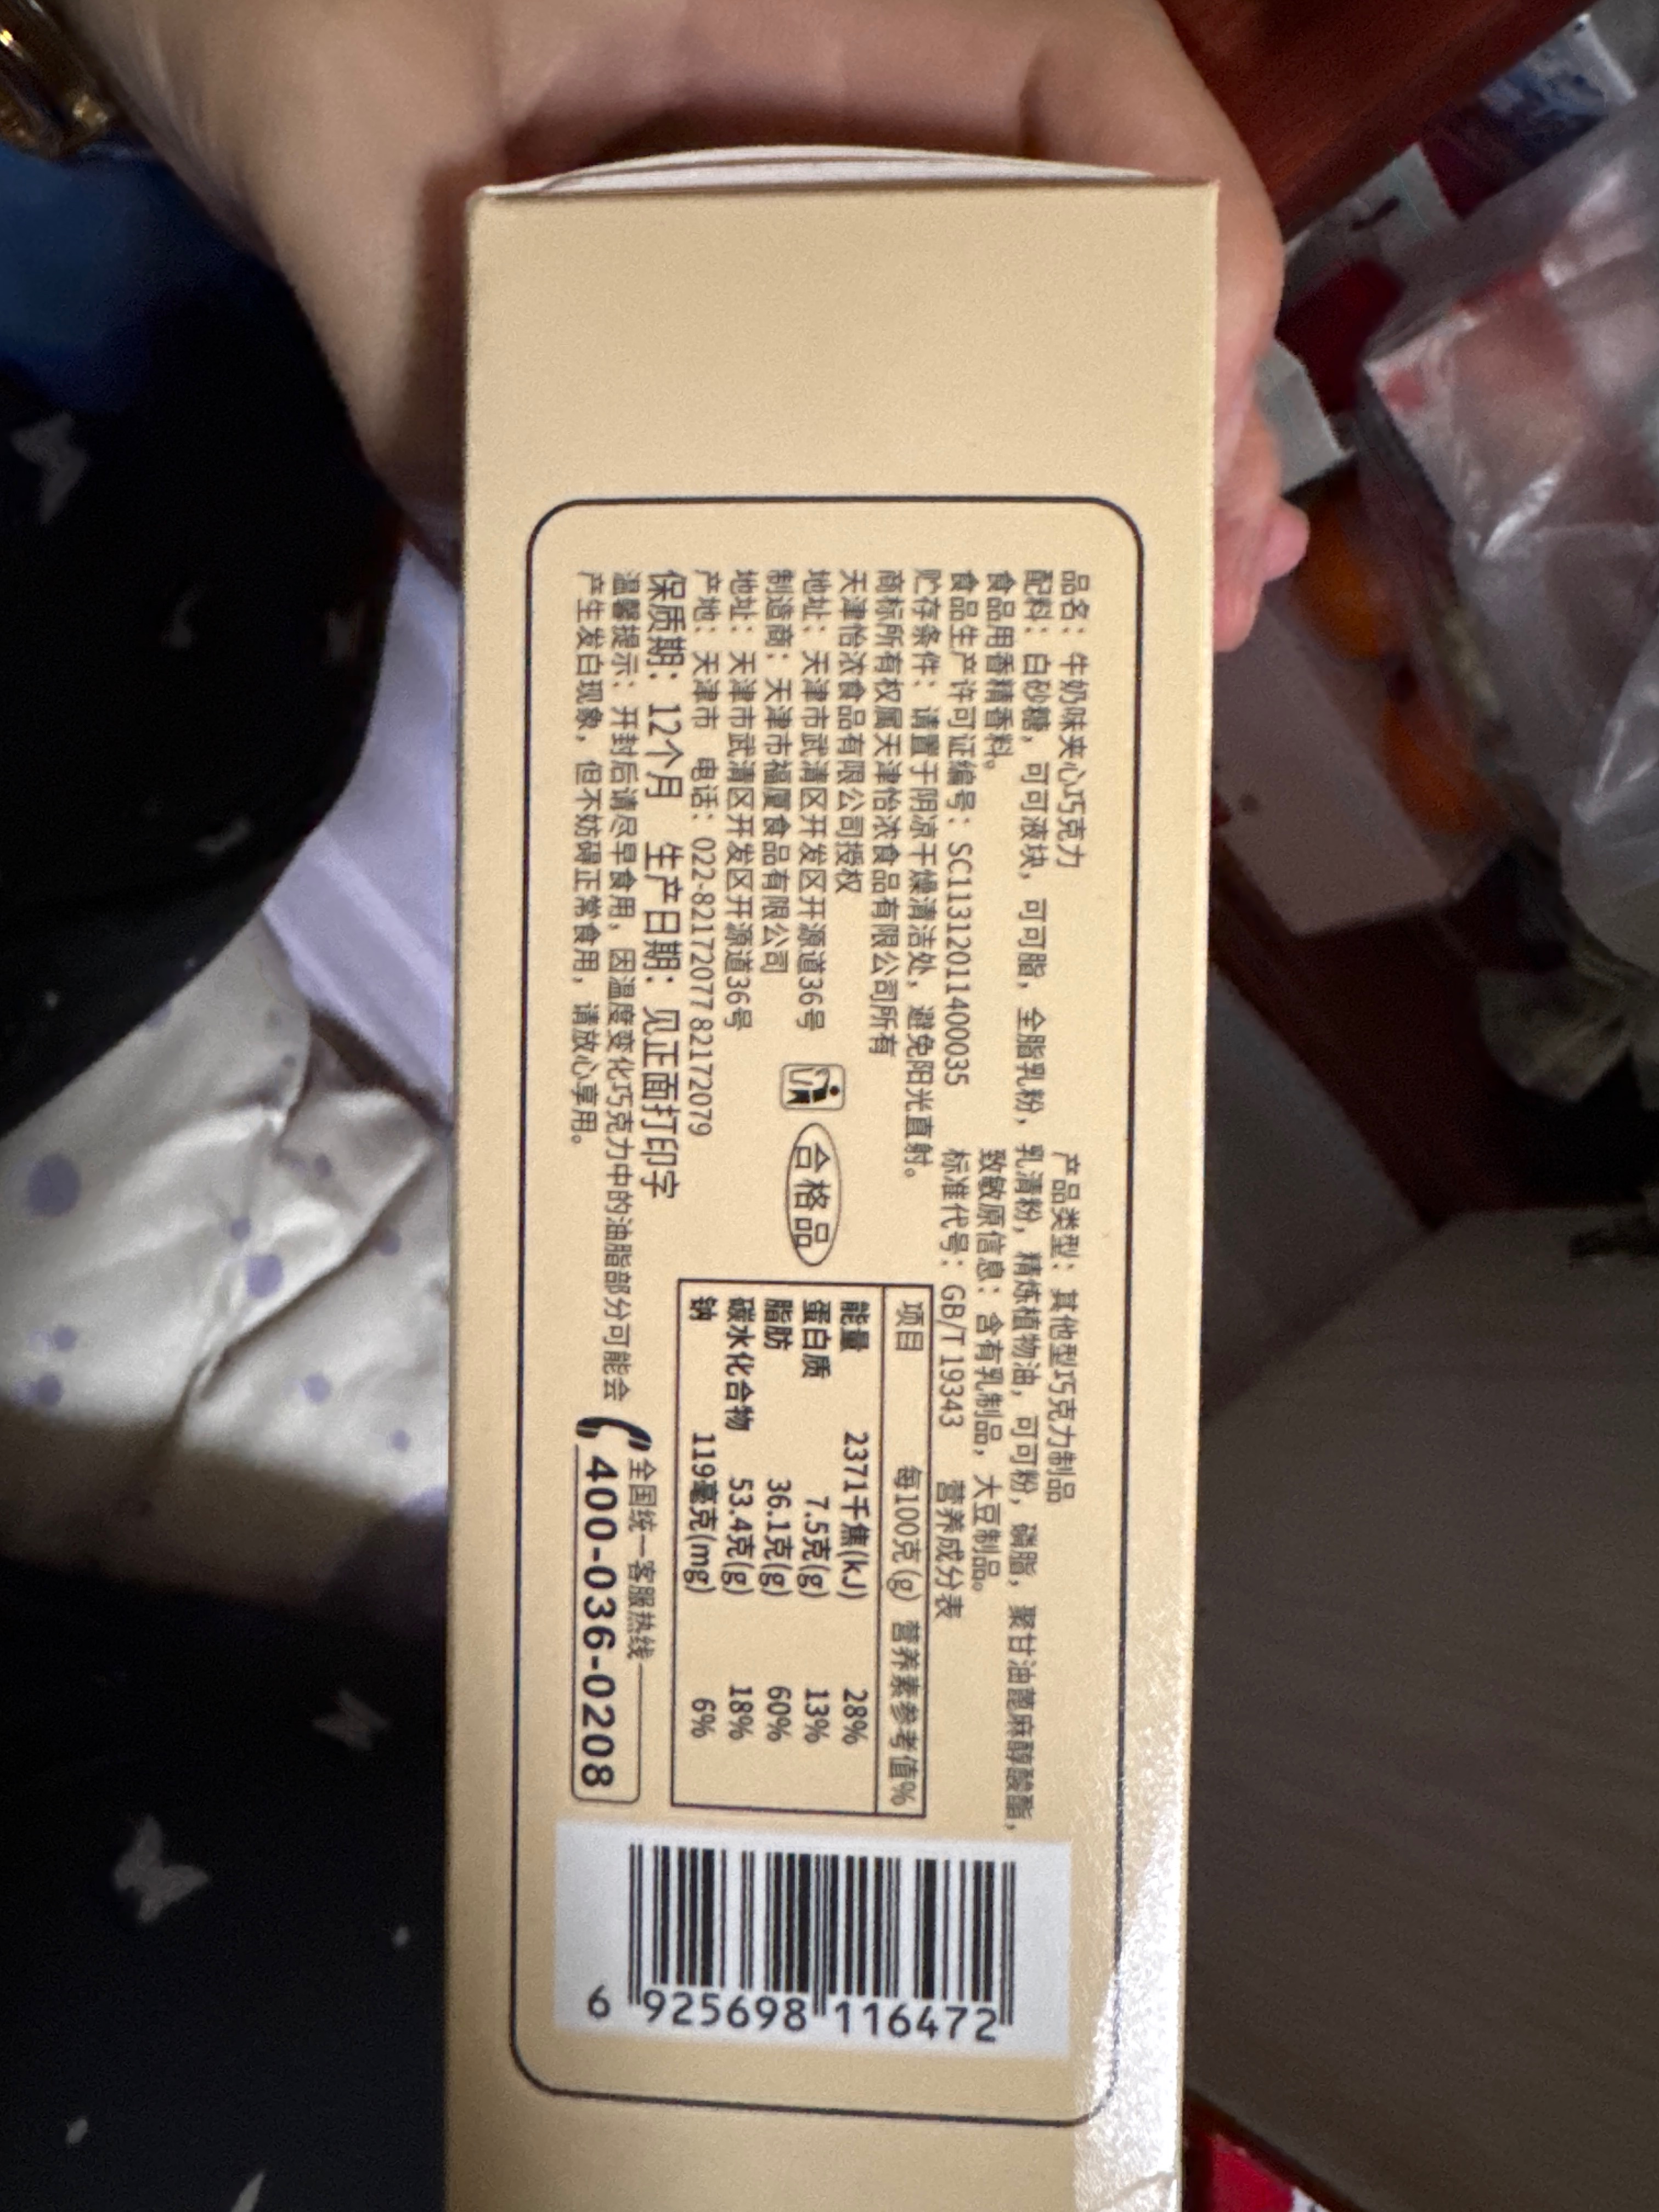 品名：牛奶味夹心巧克力 产品类型：其他型巧克力制品
配料：白砂糖，可可液块，可可脂，全脂乳粉，乳清粉，精炼植物油，可可粉，磷脂，聚甘油蓖麻醇酸酯，
食品用香精香料。 致敏原信息：含有乳制品，大豆制品。
食品生产许可证编号：SC11312011400035 标准代号：GB/T 19343
贮存条件：请置于阴凉干燥清洁处，避免阳光直射。
商标所有权属天津怡浓食品有限公司所有
天津怡浓食品有限公司授权
地址：天津市武清区开发区开源道36号
制造商：天津市福厦食品有限公司
地址：天津市武清区开发区开源道36号
产地：天津市 电话：022-82172077 82172079
保质期：12个月 生产日期：见正面打印字
温馨提示：开封后请尽早食用，因温度变化巧克力中的油脂部分可能会
产生发白现象，但不妨碍正常食用，请放心享用。
合格品
营养成分表
项目 每100克(g) 营养素参考值%
能量 2371千焦(kJ) 28%
蛋白质 7.5克(g) 13%
脂肪 36.1克(g) 60%
碳水化合物 53.4克(g) 18%
钠 119毫克(mg) 6%
全国统一客服热线
400-036-0208
6 925698 116472